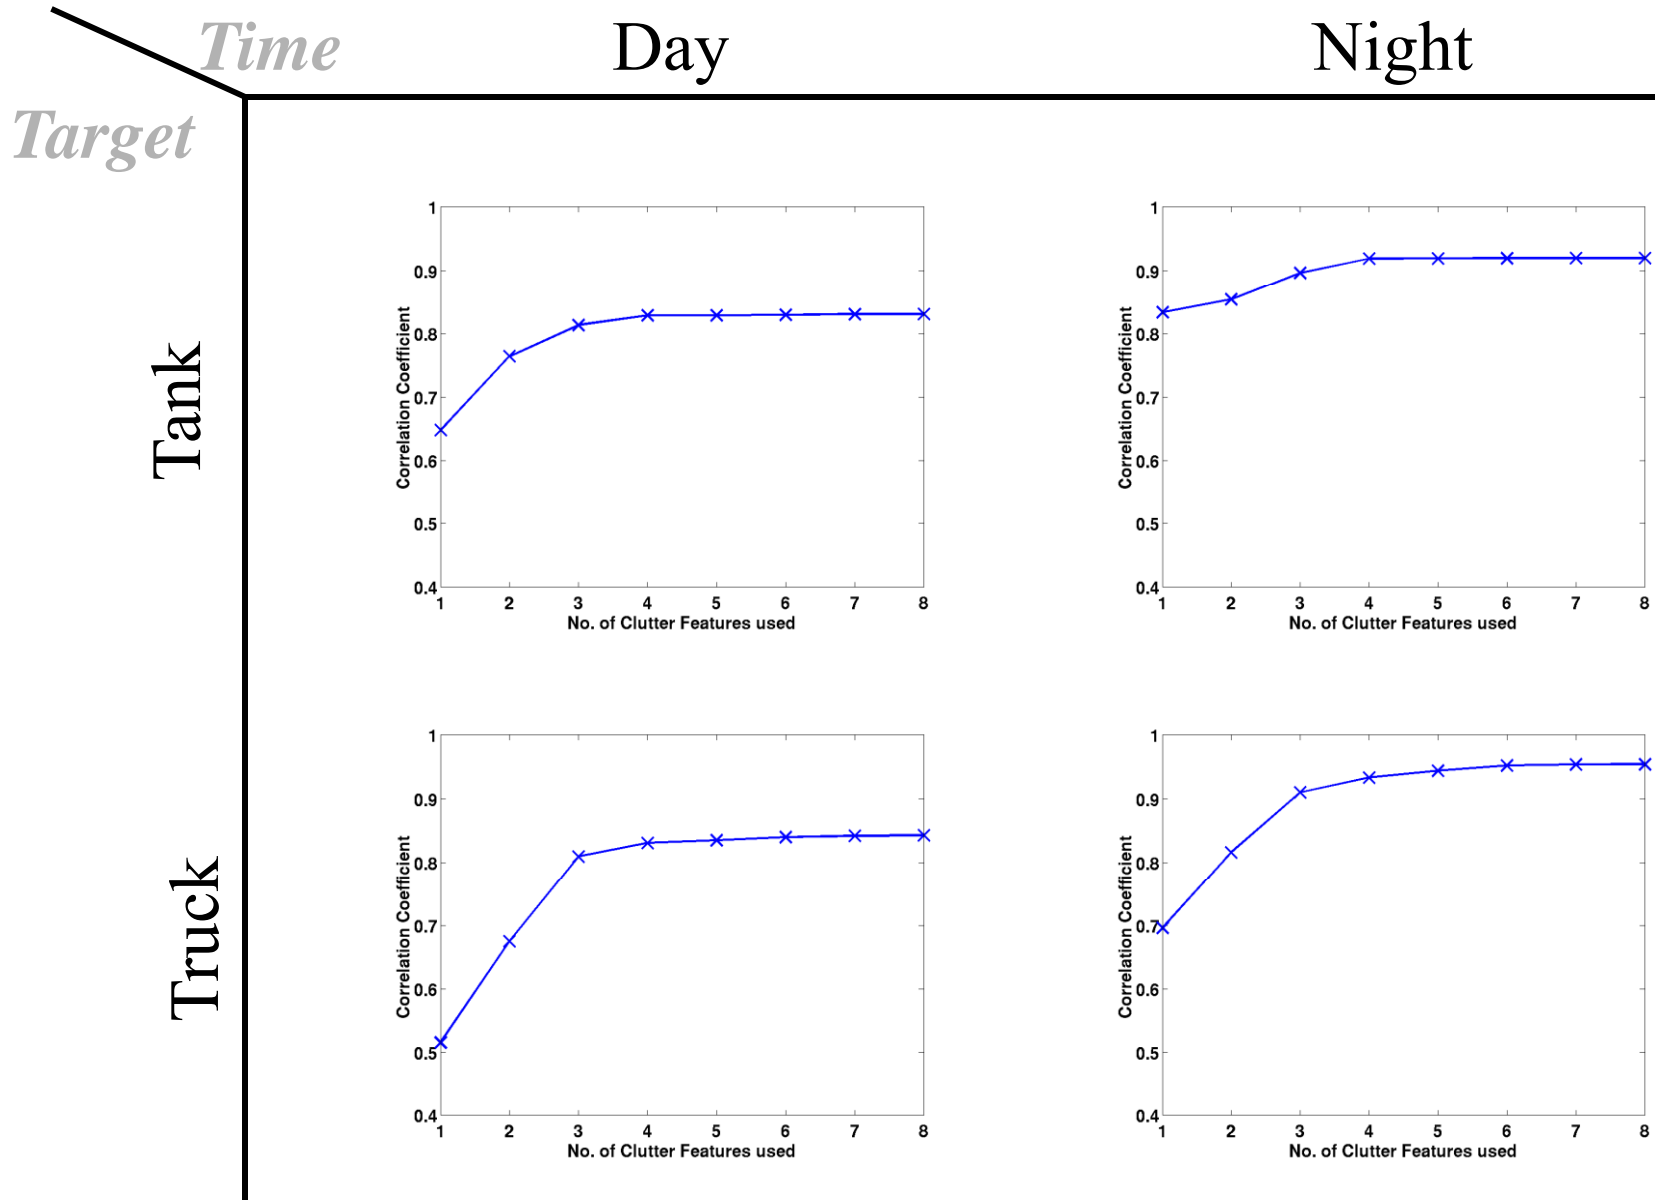 Time Day Night
Target
Tank
1
0.9
0.8
0.7
0.6
0.5
0.4
Correlation Coefficient
1 2 3 4 5 6 7 8
No. of Clutter Features used
1
0.9
0.8
0.7
0.6
0.5
0.4
Correlation Coefficient
1 2 3 4 5 6 7 8
No. of Clutter Features used
Truck
1
0.9
0.8
0.7
0.6
0.5
0.4
Correlation Coefficient
1 2 3 4 5 6 7 8
No. of Clutter Features used
1
0.9
0.8
0.7
0.6
0.5
0.4
Correlation Coefficient
1 2 3 4 5 6 7 8
No. of Clutter Features used